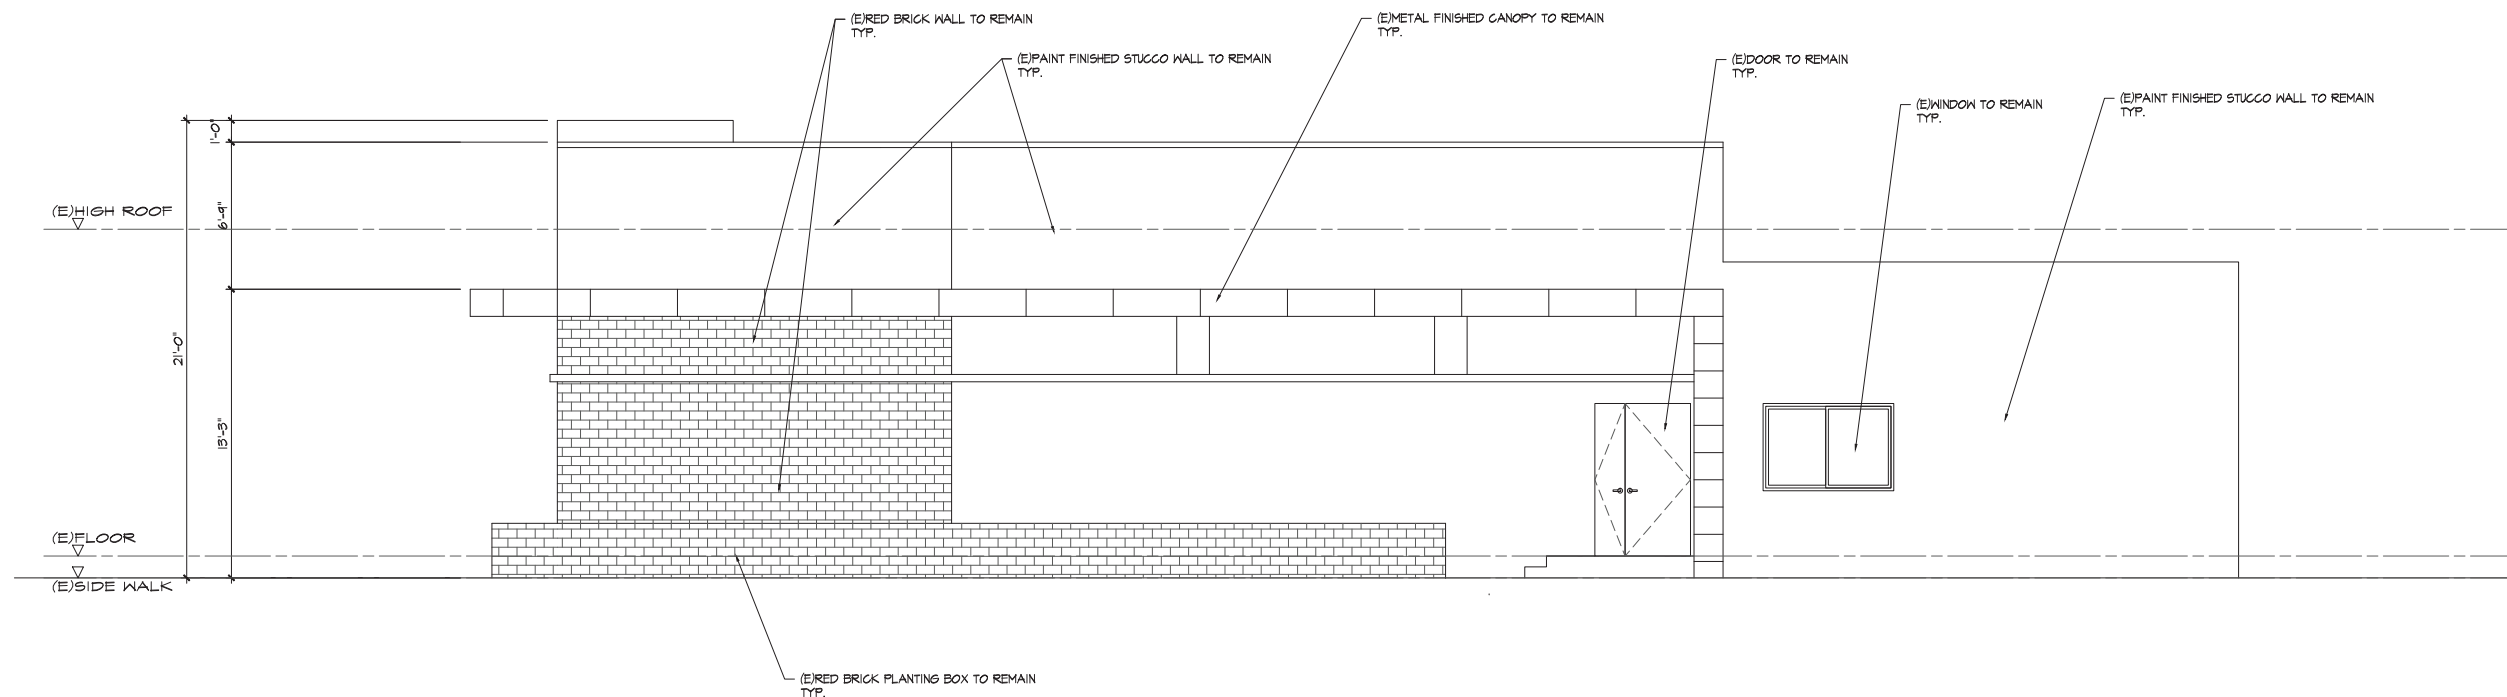 (E)RED BRICK WALL TO REMAIN
TYP.
(E)METAL FINISHED CANOPY TO REMAIN
TYP.
(E)PAINT FINISHED STUCCO WALL TO REMAIN
TYP.
(E)DOOR TO REMAIN
TYP.
(E)WINDOW TO REMAIN
TYP.
(E)PAINT FINISHED STUCCO WALL TO REMAIN
TYP.
1'-0"
(E)HIGH ROOF
6'-9"
21'-0"
13'-3"
(E)FLOOR
(E)SIDE WALK
(E)RED BRICK PLANTING BOX TO REMAIN
TYP.